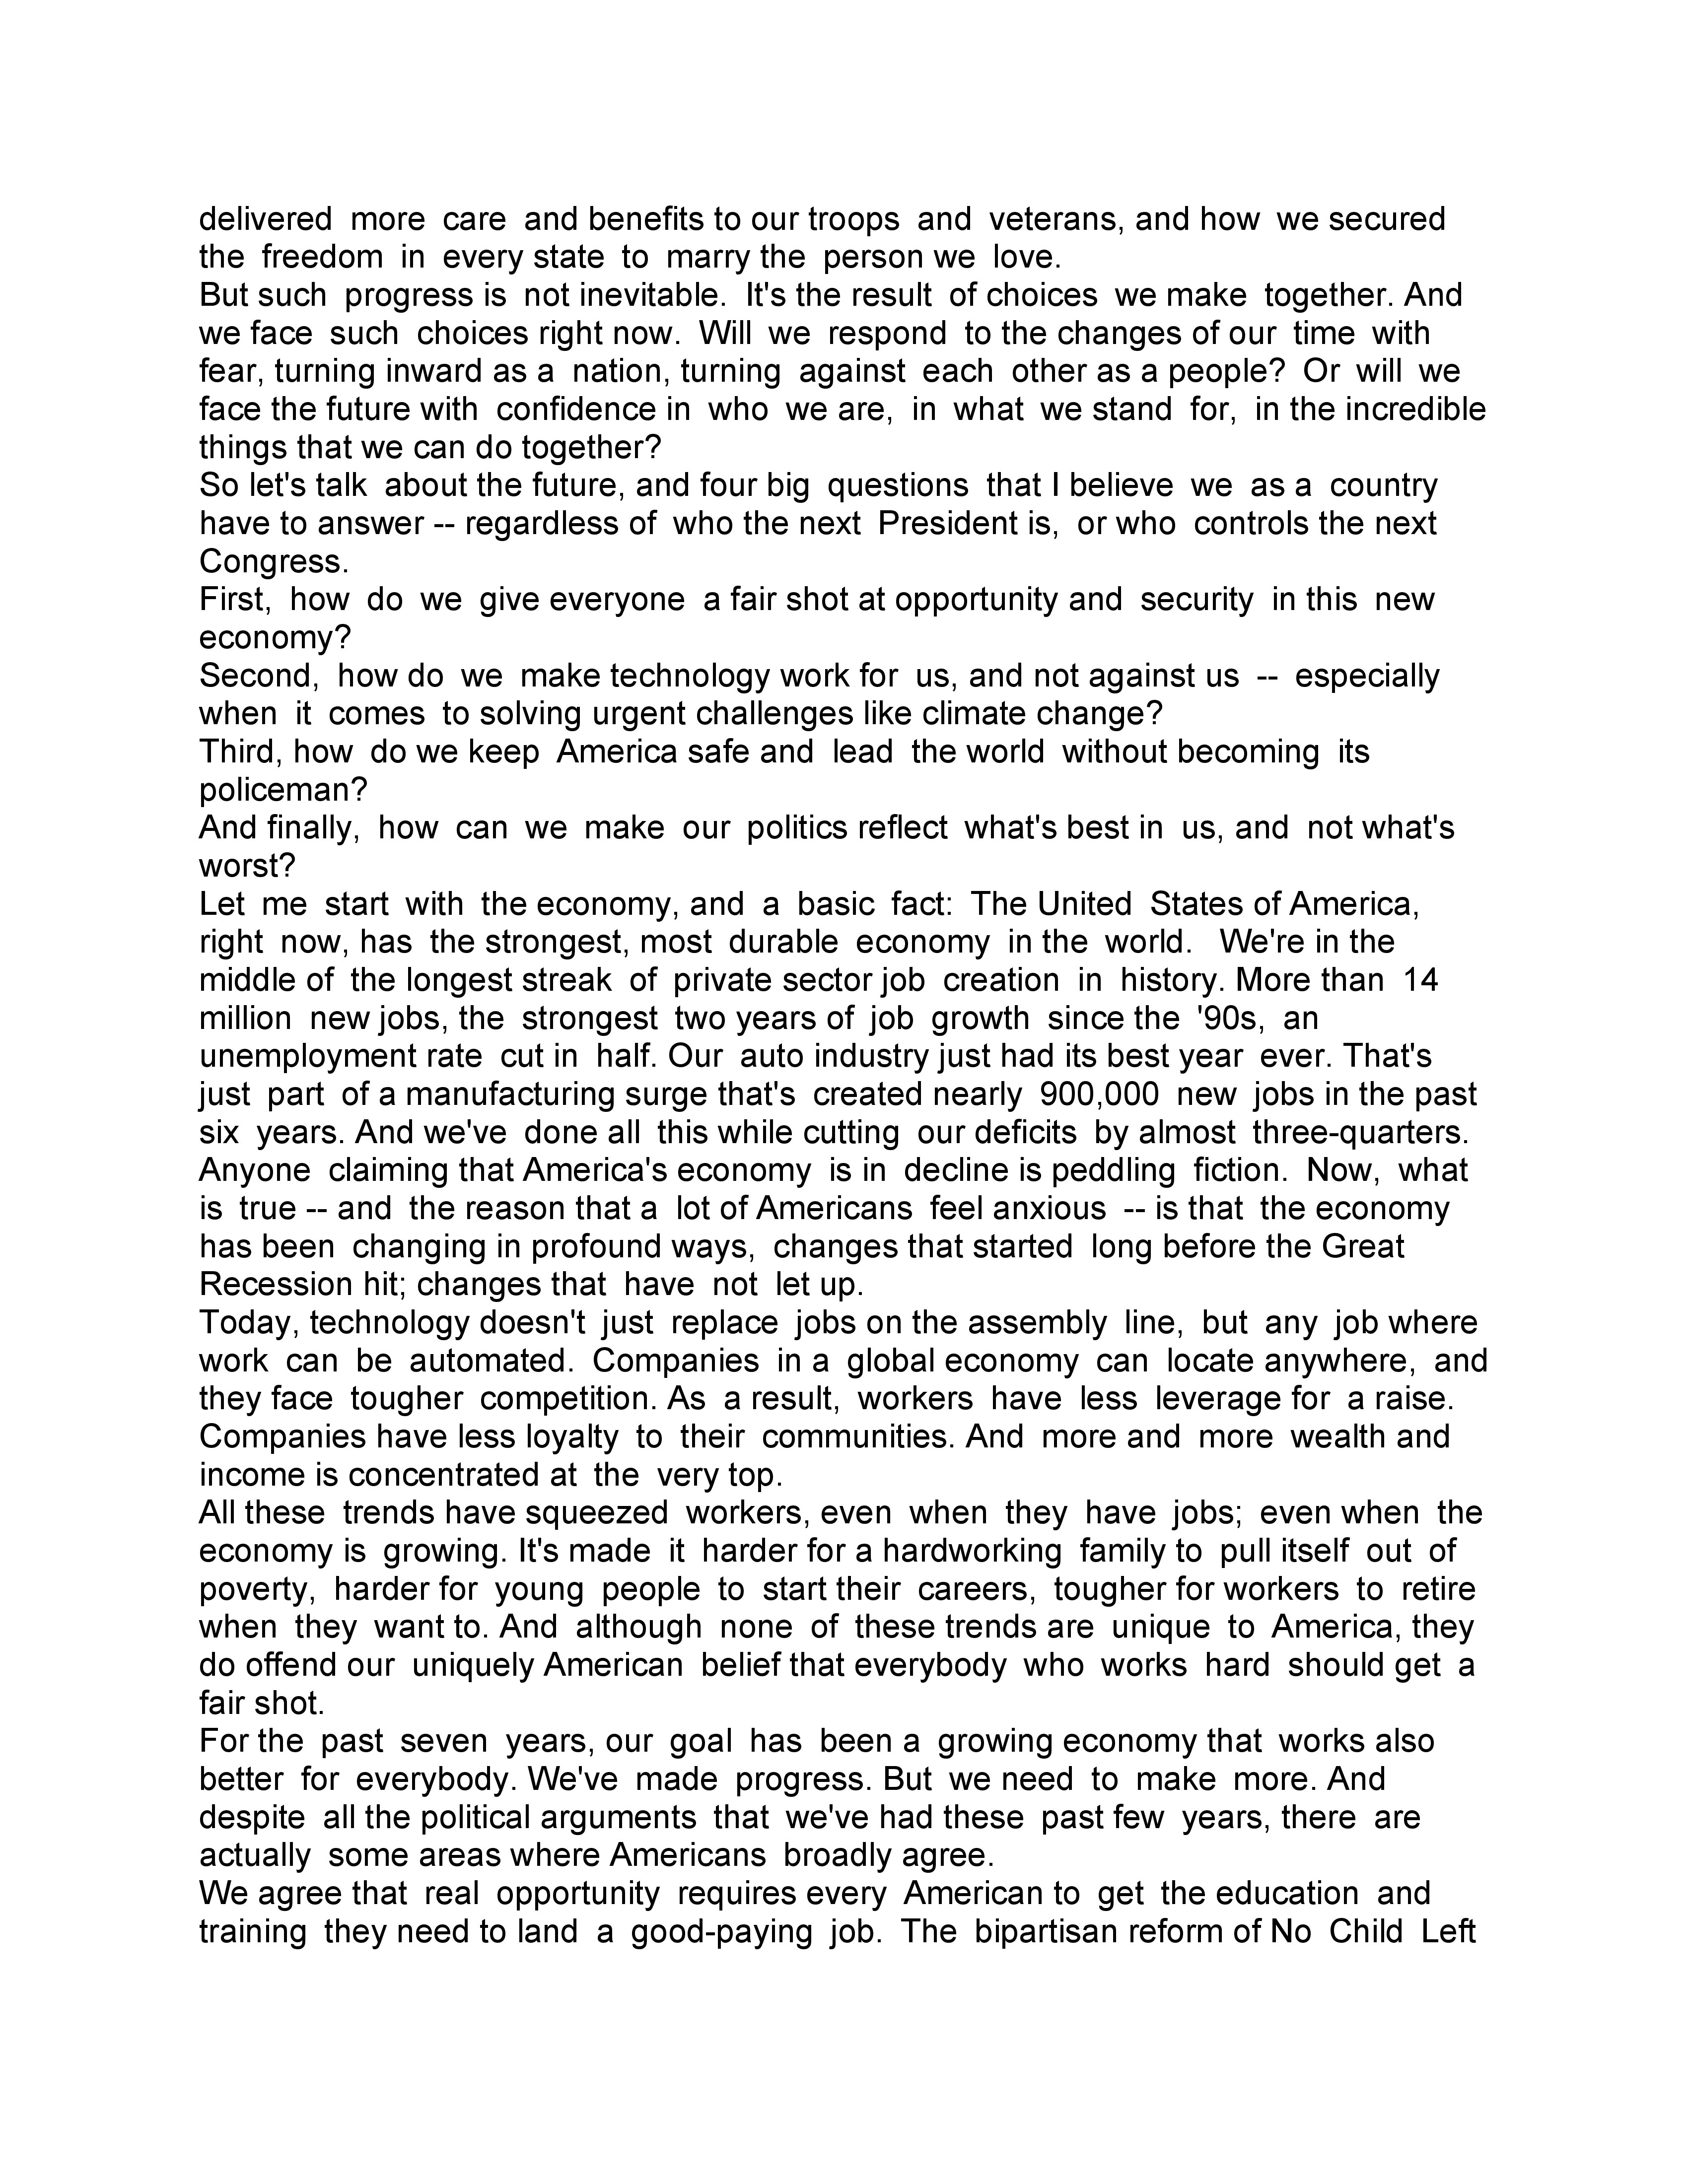 delivered more care and benefits to our troops and veterans, and how we secured
the freedom in every state to marry the person we love.
But such progress is not inevitable. It's the result of choices we make together. And
we face such choices right now. Will we respond to the changes of our time with
fear, turning inward as a nation, turning against each other as a people? Or will we
face the future with confidence in who we are, in what we stand for, in the incredible
things that we can do together?
So let's talk about the future, and four big questions that I believe we as a country
have to answer -- regardless of who the next President is, or who controls the next
Congress.
First, how do we give everyone a fair shot at opportunity and security in this new
economy?
Second, how do we make technology work for us, and not against us -- especially
when it comes to solving urgent challenges like climate change?
Third, how do we keep America safe and lead the world without becoming its
policeman?
And finally, how can we make our politics reflect what's best in us, and not what's
worst?
Let me start with the economy, and a basic fact: The United States of America,
right now, has the strongest, most durable economy in the world. We're in the
middle of the longest streak of private sector job creation in history. More than 14
million new jobs, the strongest two years of job growth since the '90s, an
unemployment rate cut in half. Our auto industry just had its best year ever. That's
just part of a manufacturing surge that's created nearly 900,000 new jobs in the past
six years. And we've done all this while cutting our deficits by almost three-quarters.
Anyone claiming that America's economy is in decline is peddling fiction. Now, what
is true -- and the reason that a lot of Americans feel anxious -- is that the economy
has been changing in profound ways, changes that started long before the Great
Recession hit; changes that have not let up.
Today, technology doesn't just replace jobs on the assembly line, but any job where
work can be automated. Companies in a global economy can locate anywhere, and
they face tougher competition. As a result, workers have less leverage for a raise.
Companies have less loyalty to their communities. And more and more wealth and
income is concentrated at the very top.
All these trends have squeezed workers, even when they have jobs; even when the
economy is growing. It's made it harder for a hardworking family to pull itself out of
poverty, harder for young people to start their careers, tougher for workers to retire
when they want to. And although none of these trends are unique to America, they
do offend our uniquely American belief that everybody who works hard should get a
fair shot.
For the past seven years, our goal has been a growing economy that works also
better for everybody. We've made progress. But we need to make more. And
despite all the political arguments that we've had these past few years, there are
actually some areas where Americans broadly agree.
We agree that real opportunity requires every American to get the education and
training they need to land a good-paying job. The bipartisan reform of No Child Left